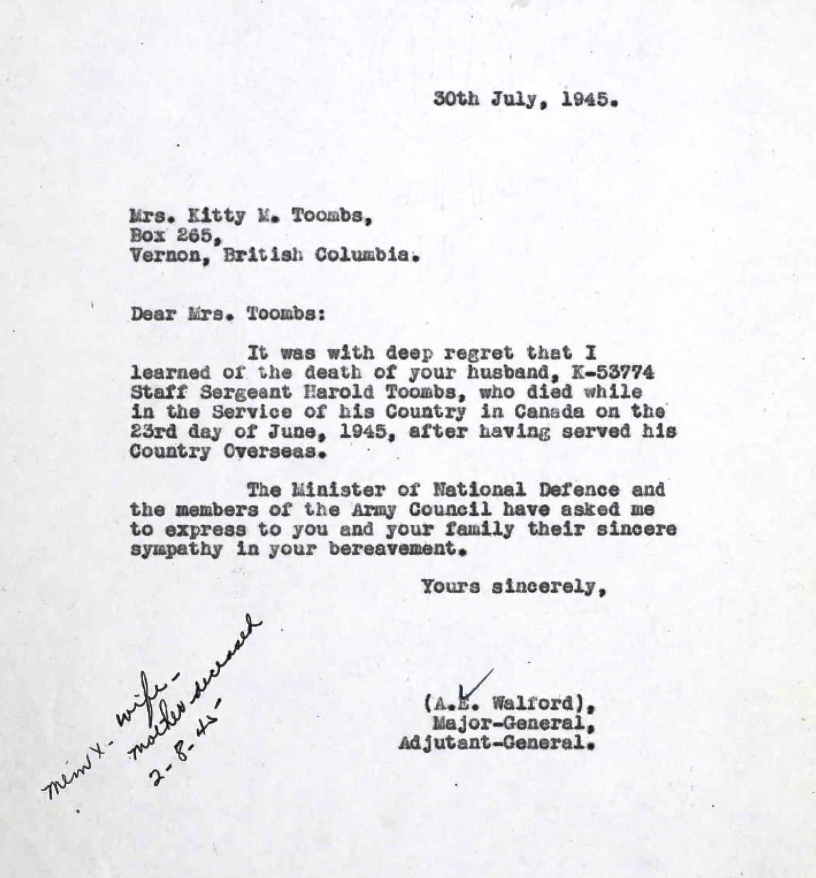 30th July, 1945.
Mrs. Kitty M. Toombs,
Box 265,
Vernon, British Columbia.
Dear Mrs. Toombs:
It was with deep regret that I
learned of the death of your husband, K-53774
Staff Sergeant Harold Toombs, who died while
in the Service of his Country in Canada on the
23rd day of June, 1945, after having served his
Country Overseas.
The Minister of National Defence and
the members of the Army Council have asked me
to express to you and your family their sincere
sympathy in your bereavement.
Yours sincerely,
(A.E. Walford),
Major-General,
Adjutant-General.
Mem X- wife-
mother deceased
2-8-45-